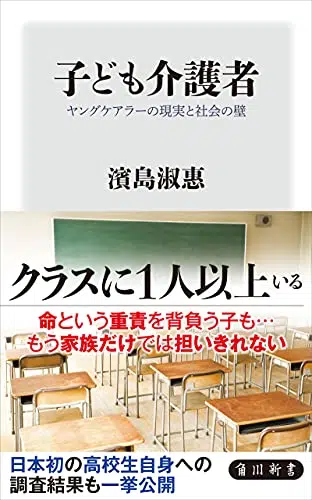 子ども介護者
ヤングケアラーの現実と社会の壁
濱島淑惠
クラスに1人以上いる
命という重責を背負う子も…
もう家族だけでは担いきれない
日本初の高校生自身への
調査結果も一挙公開
角川新書